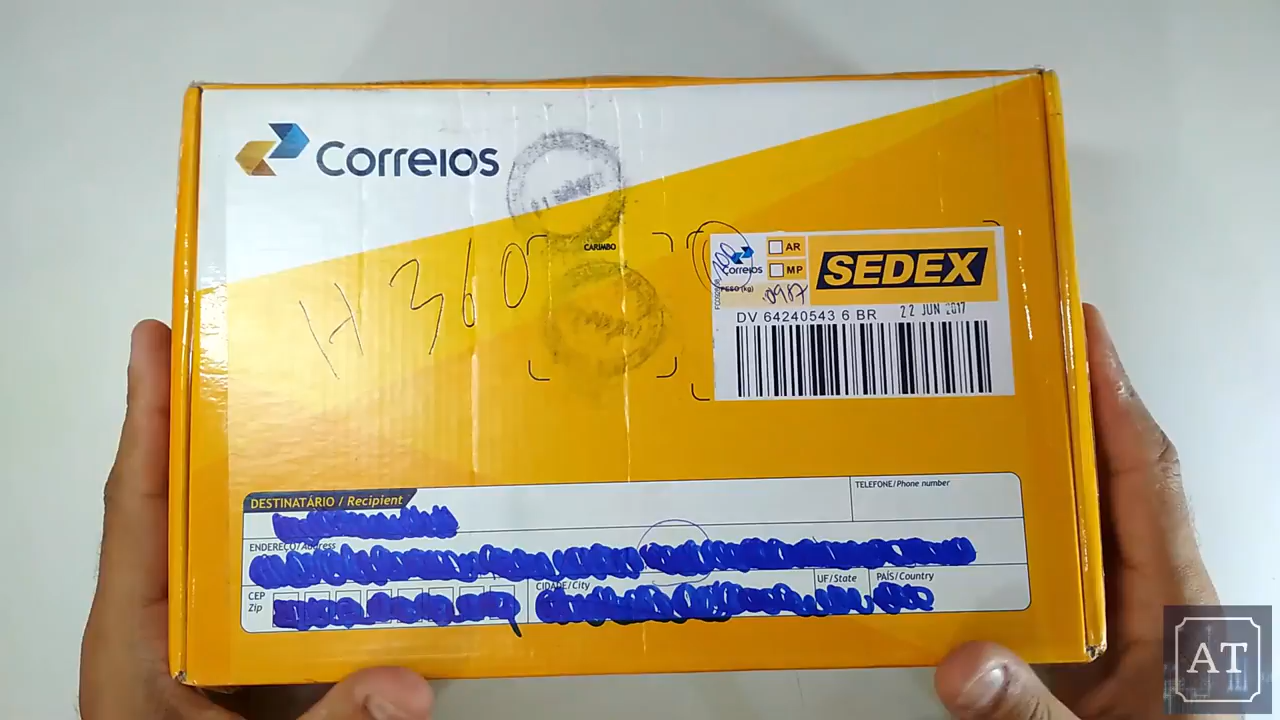 Correios
CARIMBO
H 360
Correios
AR
MP
PESO (kg)
SEDEX
DV 64240543 6 BR
22 JUN 2017
DESTINATÁRIO / Recipient
TELEFONE/Phone number
ENDEREÇO/Address
CEP
Zip
CIDADE/City
UF/State
PAÍS/Country
AT